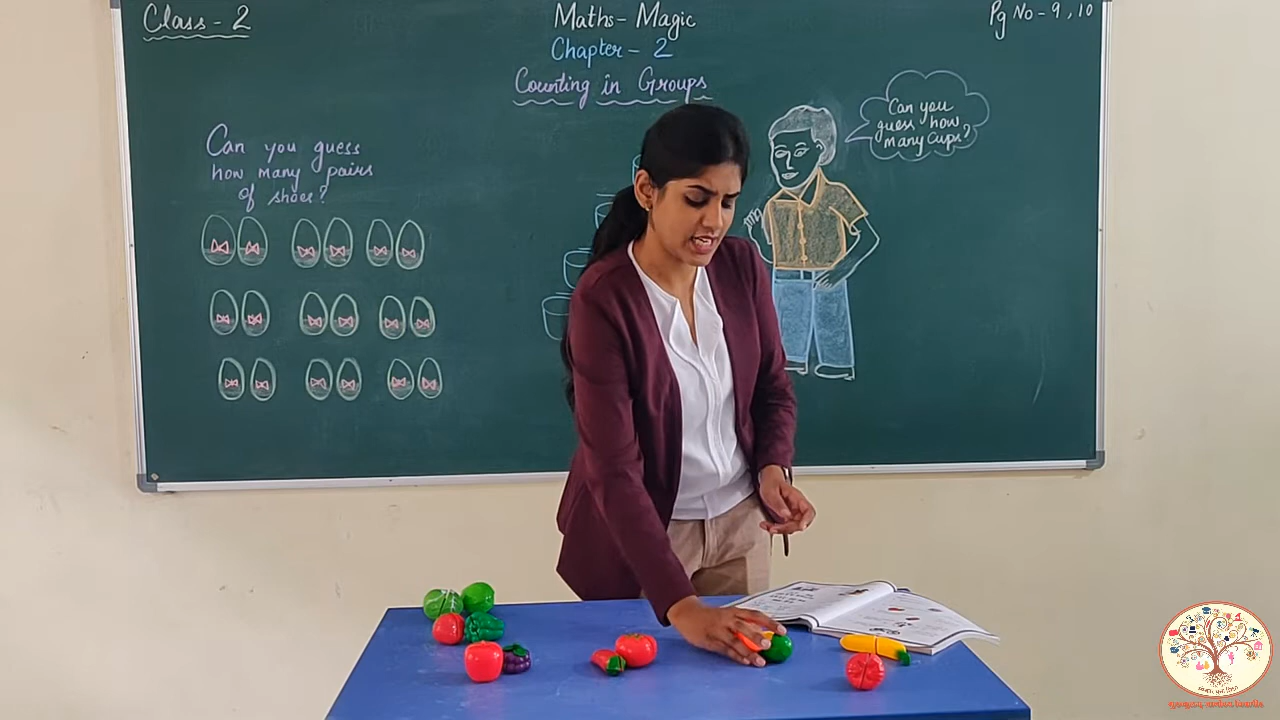 Class - 2
Maths - Magic
Pg No - 9, 10
Chapter - 2
Counting in Groups
Can you guess
how many pairs
of shoes?
Can you
guess how
many cups?